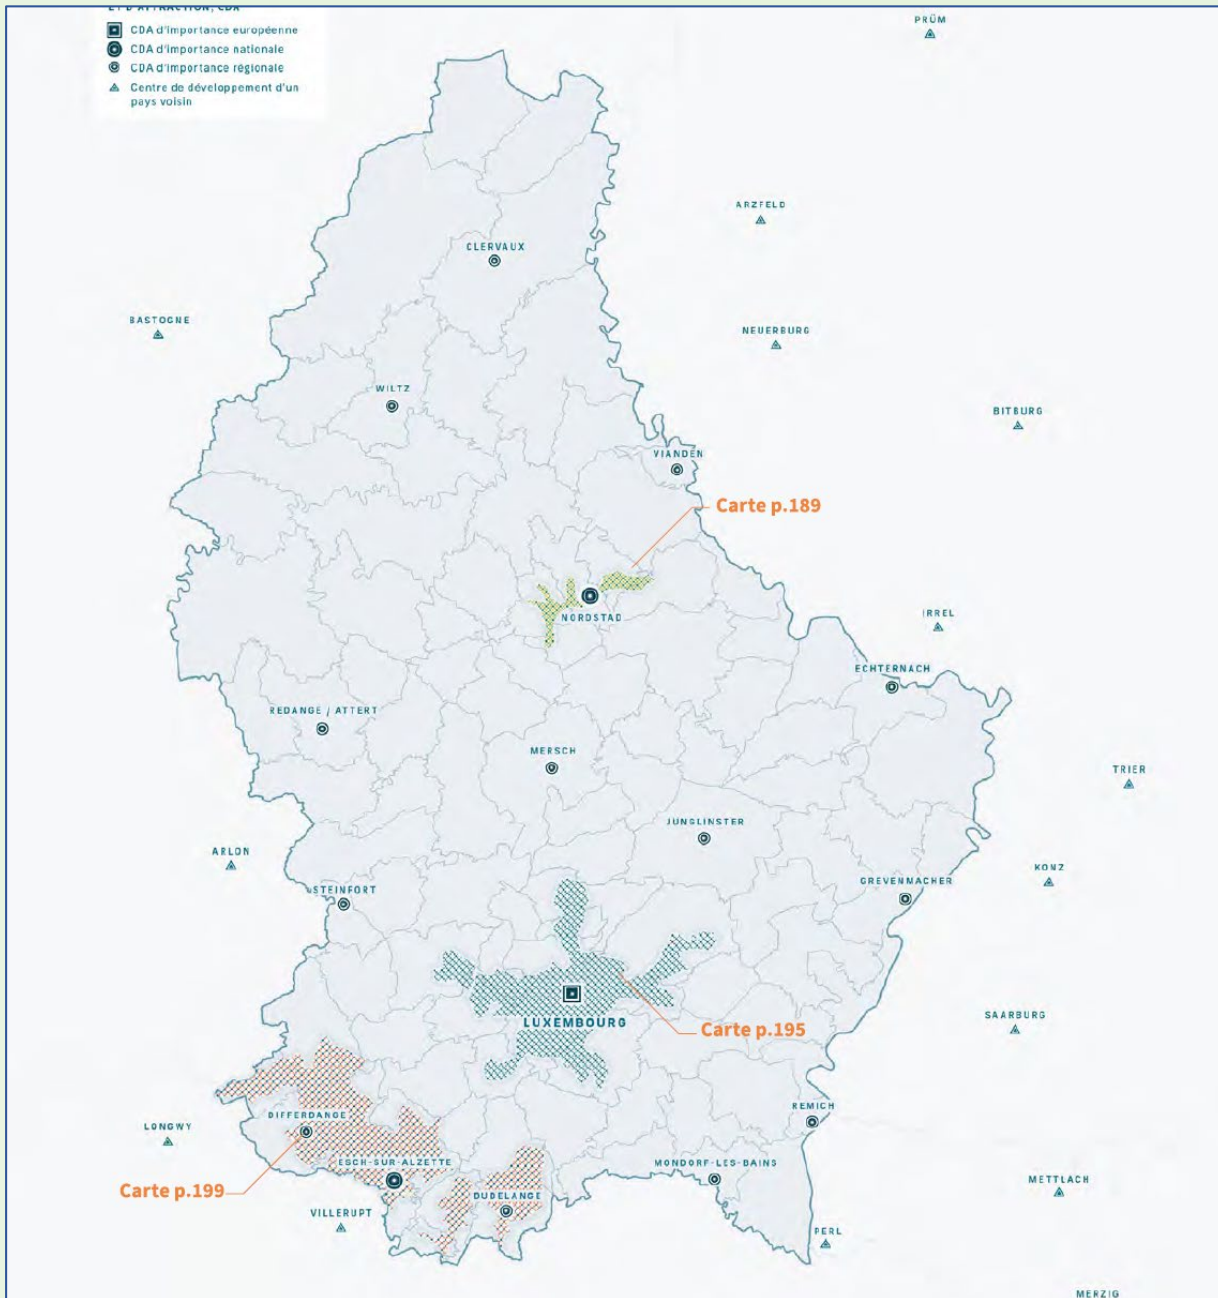 ET D'ATTRACTION, CDA
CDA d'importance européenne
CDA d'importance nationale
CDA d'importance régionale
Centre de développement d'un
pays voisin
PRÜM
ARZFELD
CLERVAUX
BASTOGNE
NEUERBURG
WILTZ
BITBURG
VIANDEN
Carte p.189
NORDSTAD
IRREL
ECHTERNACH
REDANGE / ATTERT
MERSCH
TRIER
JUNGLINSTER
ARLON
KONZ
STEINFORT
GREVENMACHER
SAARBURG
LUXEMBOURG
Carte p.195
REMICH
DIFFERDANGE
LONGWY
ESCH-SUR-ALZETTE
MONDORF-LES-BAINS
METTLACH
Carte p.199
DUDELANGE
VILLERUPT
PERL
MERZIG